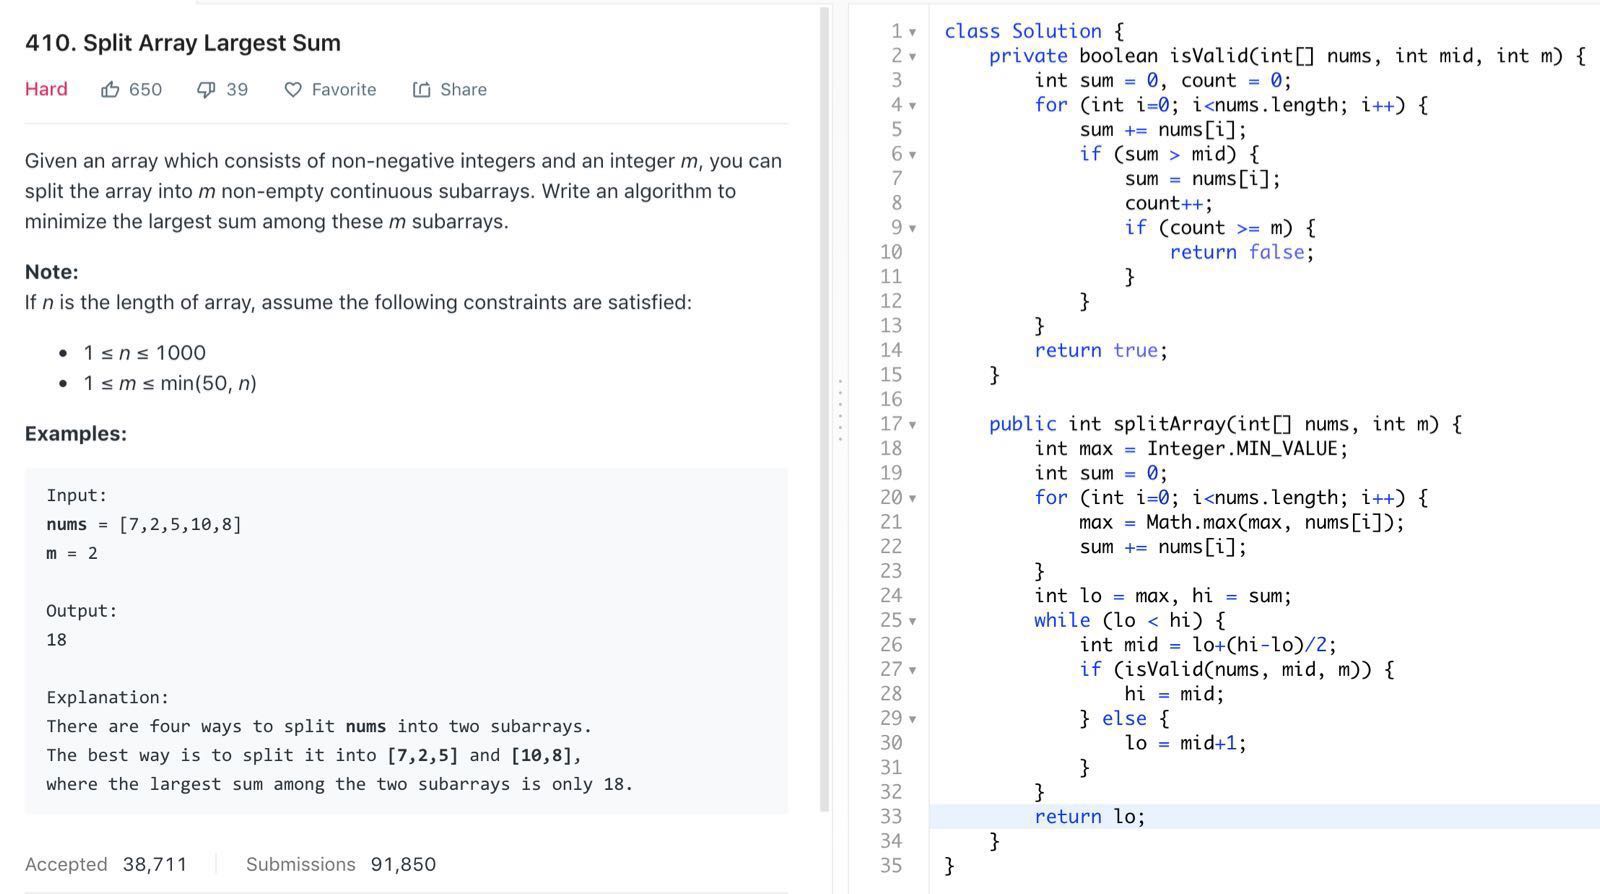 410. Split Array Largest Sum
Hard 650 39 Favorite Share
Given an array which consists of non-negative integers and an integer m, you can
split the array into m non-empty continuous subarrays. Write an algorithm to
minimize the largest sum among these m subarrays.
Note:
If n is the length of array, assume the following constraints are satisfied:
• 1 ≤ n ≤ 1000
• 1 ≤ m ≤ min(50, n)
Examples:
Input:
nums = [7,2,5,10,8]
m = 2
Output:
18
Explanation:
There are four ways to split nums into two subarrays.
The best way is to split it into [7,2,5] and [10,8],
where the largest sum among the two subarrays is only 18.
Accepted 38,711 Submissions 91,850
1 class Solution {
2     private boolean isValid(int[] nums, int mid, int m) {
3         int sum = 0, count = 0;
4         for (int i=0; i<nums.length; i++) {
5             sum += nums[i];
6             if (sum > mid) {
7                 sum = nums[i];
8                 count++;
9                 if (count >= m) {
10                     return false;
11                 }
12             }
13         }
14         return true;
15     }
16
17     public int splitArray(int[] nums, int m) {
18         int max = Integer.MIN_VALUE;
19         int sum = 0;
20         for (int i=0; i<nums.length; i++) {
21             max = Math.max(max, nums[i]);
22             sum += nums[i];
23         }
24         int lo = max, hi = sum;
25         while (lo < hi) {
26             int mid = lo+(hi-lo)/2;
27             if (isValid(nums, mid, m)) {
28                 hi = mid;
29             } else {
30                 lo = mid+1;
31             }
32         }
33         return lo;
34     }
35 }